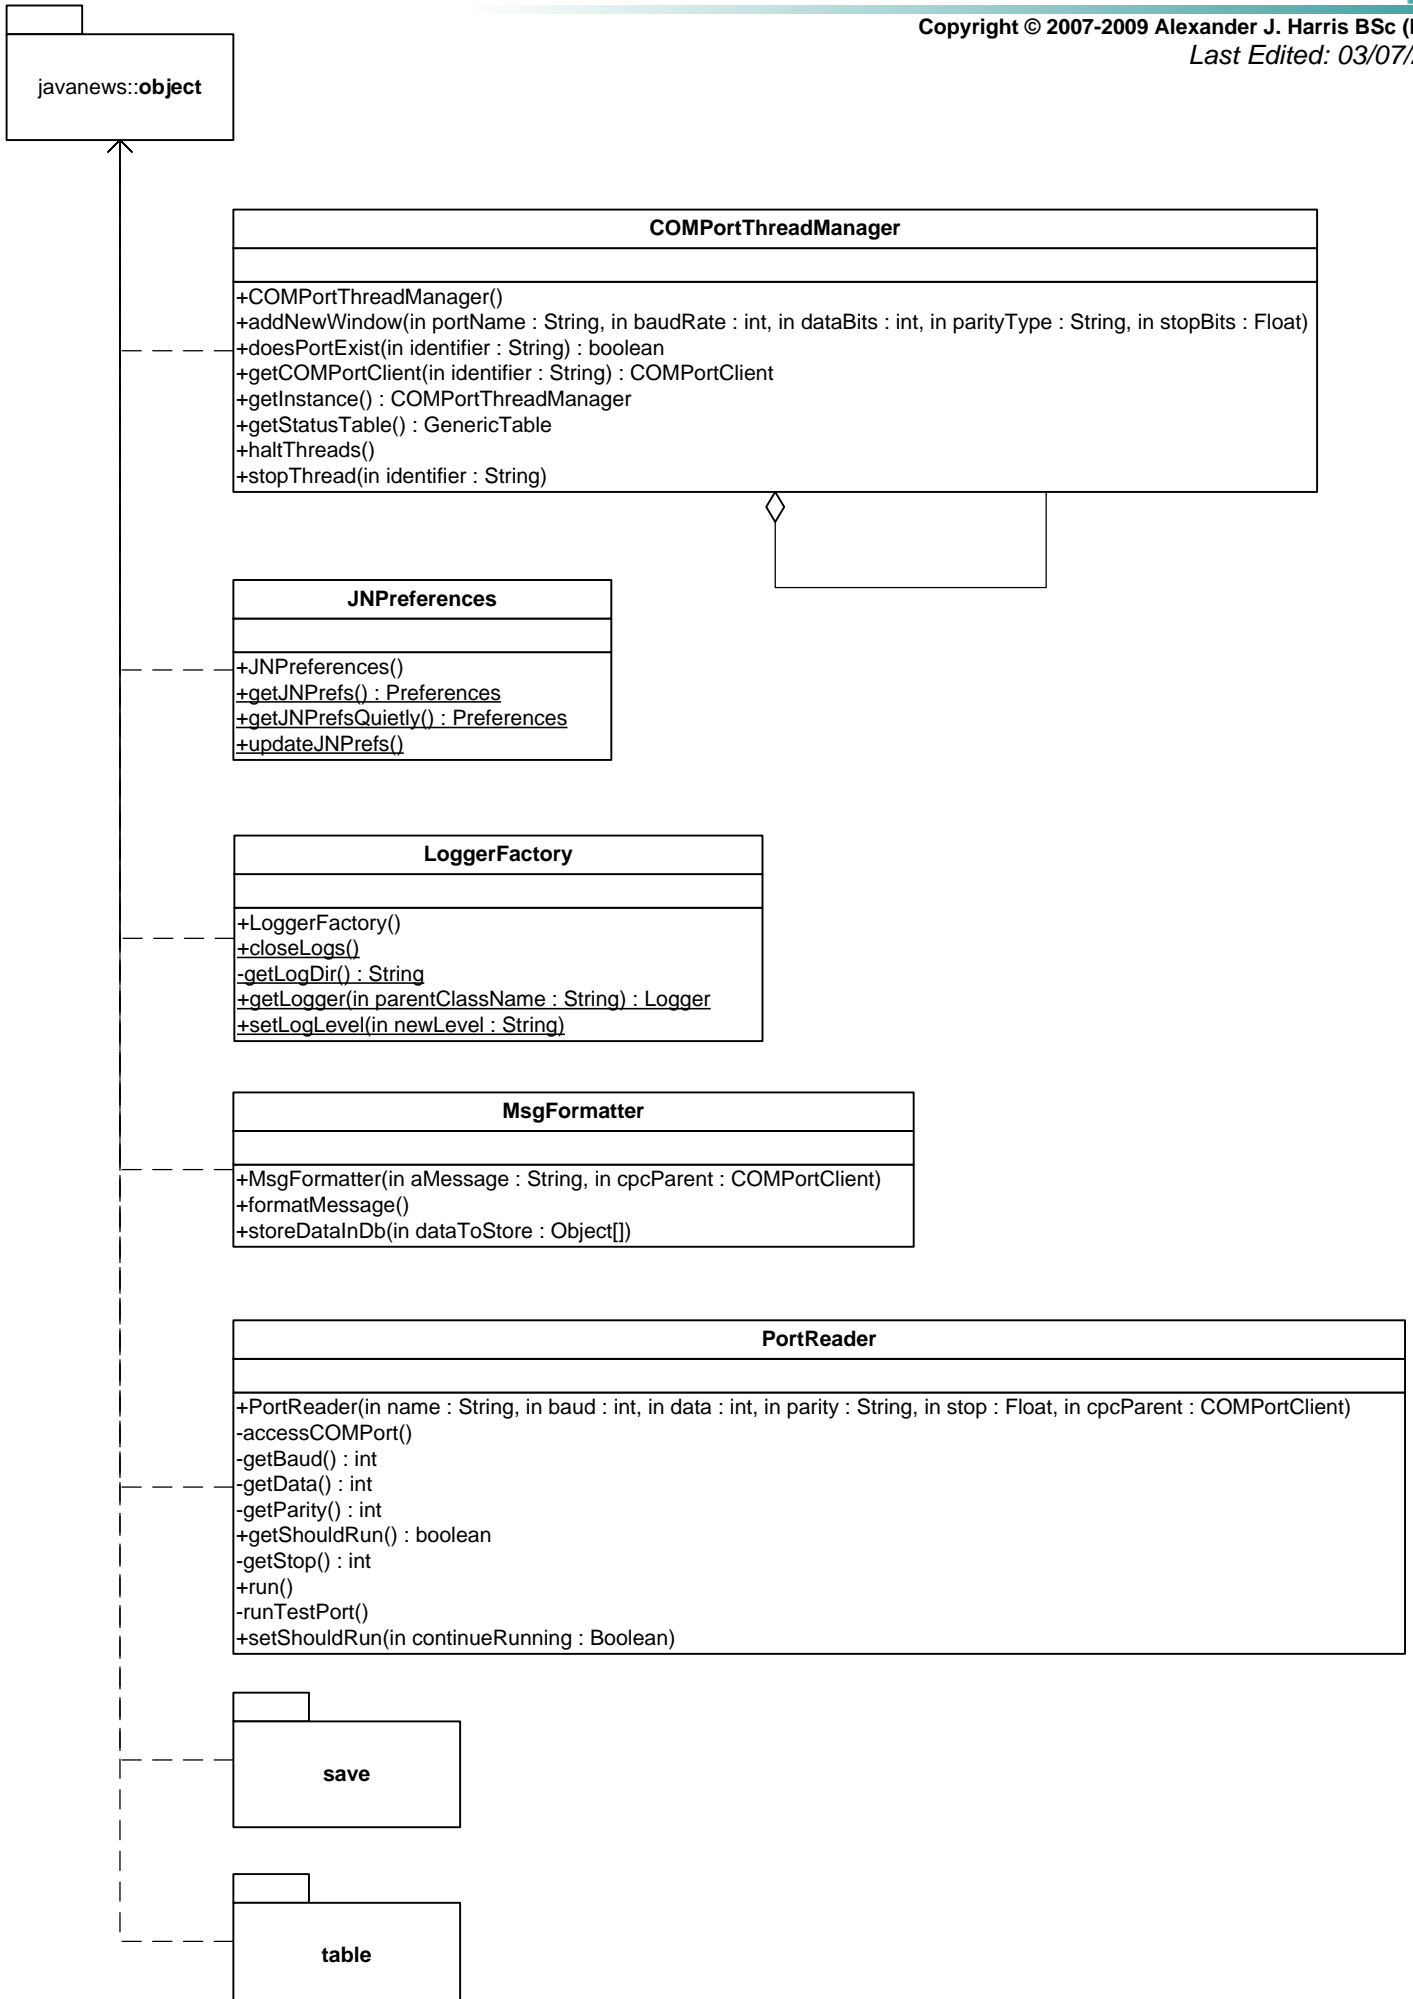 Copyright © 2007-2009 Alexander J. Harris BSc
Last Edited: 03/07/
javanews::object
COMPortThreadManager
+COMPortThreadManager()
+addNewWindow(in portName : String, in baudRate : int, in dataBits : int, in parityType : String, in stopBits : Float)
+doesPortExist(in identifier : String) : boolean
+getCOMPortClient(in identifier : String) : COMPortClient
+getInstance() : COMPortThreadManager
+getStatusTable() : GenericTable
+haltThreads()
+stopThread(in identifier : String)
JNPreferences
+JNPreferences()
+getJNPrefs() : Preferences
+getJNPrefsQuietly() : Preferences
+updateJNPrefs()
LoggerFactory
+LoggerFactory()
+closeLogs()
-getLogDir() : String
+getLogger(in parentClassName : String) : Logger
+setLogLevel(in newLevel : String)
MsgFormatter
+MsgFormatter(in aMessage : String, in cpcParent : COMPortClient)
+formatMessage()
+storeDataInDb(in dataToStore : Object[])
PortReader
+PortReader(in name : String, in baud : int, in data : int, in parity : String, in stop : Float, in cpcParent : COMPortClient)
-accessCOMPort()
-getBaud() : int
-getData() : int
-getParity() : int
+getShouldRun() : boolean
-getStop() : int
+run()
-runTestPort()
+setShouldRun(in continueRunning : Boolean)
save
table